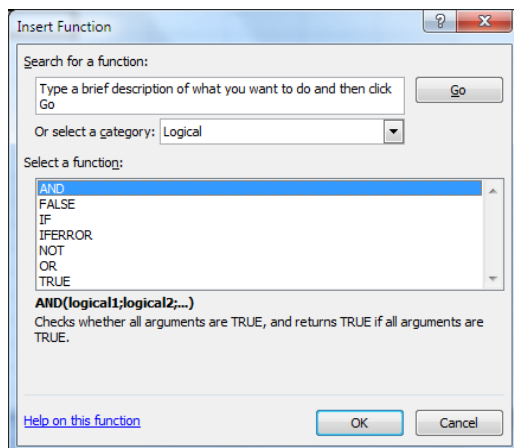 Insert Function
Search for a function:
Type a brief description of what you want to do and then click
Go
Go
Or select a category: Logical
Select a function:
AND
FALSE
IF
IFERROR
NOT
OR
TRUE
AND(logical1;logical2;...)
Checks whether all arguments are TRUE, and returns TRUE if all arguments are
TRUE.
Help on this function
OK
Cancel